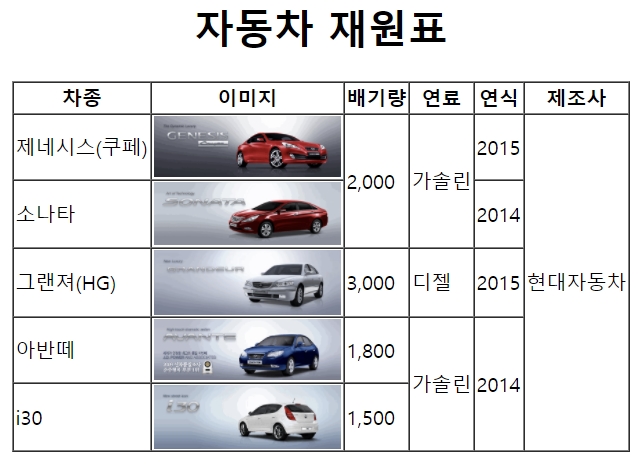 자동차 재원표
차종 이미지 배기량 연료 연식 제조사
제네시스(쿠페) GENESIS 2,000 가솔린 2015 현대자동차
소나타 SONATA 2014
그랜져(HG) GRANDEUR 3,000 디젤 2015
아반떼 AVANTE 1,800 가솔린 2014
i30 i30 1,500